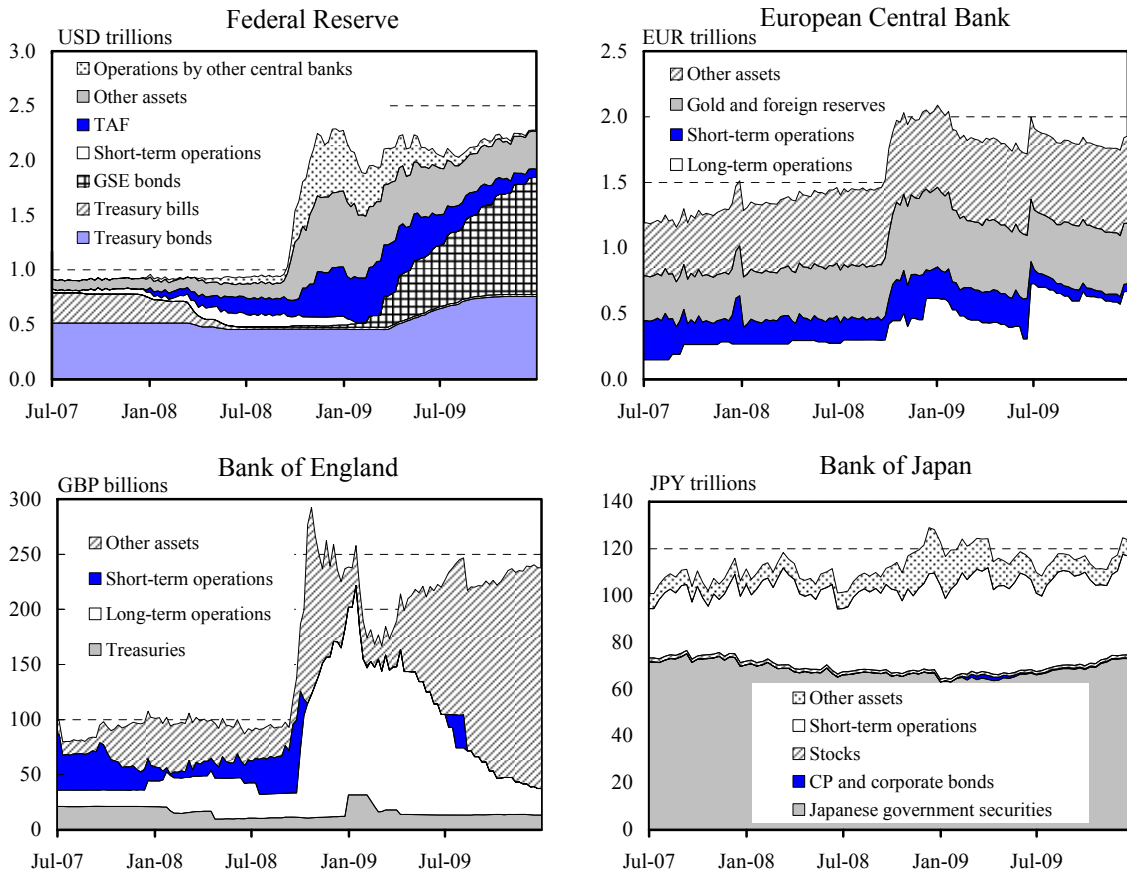 Federal Reserve
USD trillions
3.0
2.5
2.0
1.5
1.0
0.5
0.0
Operations by other central banks
Other assets
TAF
Short-term operations
GSE bonds
Treasury bills
Treasury bonds
Jul-07 Jan-08 Jul-08 Jan-09 Jul-09
European Central Bank
EUR trillions
2.5
2.0
1.5
1.0
0.5
0.0
Other assets
Gold and foreign reserves
Short-term operations
Long-term operations
Jul-07 Jan-08 Jul-08 Jan-09 Jul-09
Bank of England
GBP billions
300
250
200
150
100
50
0
Other assets
Short-term operations
Long-term operations
Treasuries
Jul-07 Jan-08 Jul-08 Jan-09 Jul-09
Bank of Japan
JPY trillions
140
120
100
80
60
40
20
0
Other assets
Short-term operations
Stocks
CP and corporate bonds
Japanese government securities
Jul-07 Jan-08 Jul-08 Jan-09 Jul-09